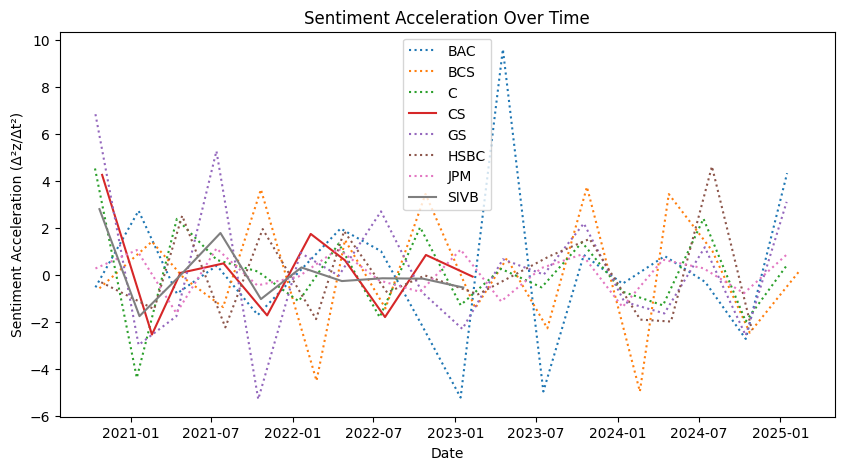 Sentiment Acceleration Over Time
Sentiment Acceleration (Δ²z/Δt²)
10
8
6
4
2
0
−2
−4
−6
BAC
BCS
C
CS
GS
HSBC
JPM
SIVB
2021-01 2021-07 2022-01 2022-07 2023-01 2023-07 2024-01 2024-07 2025-01
Date